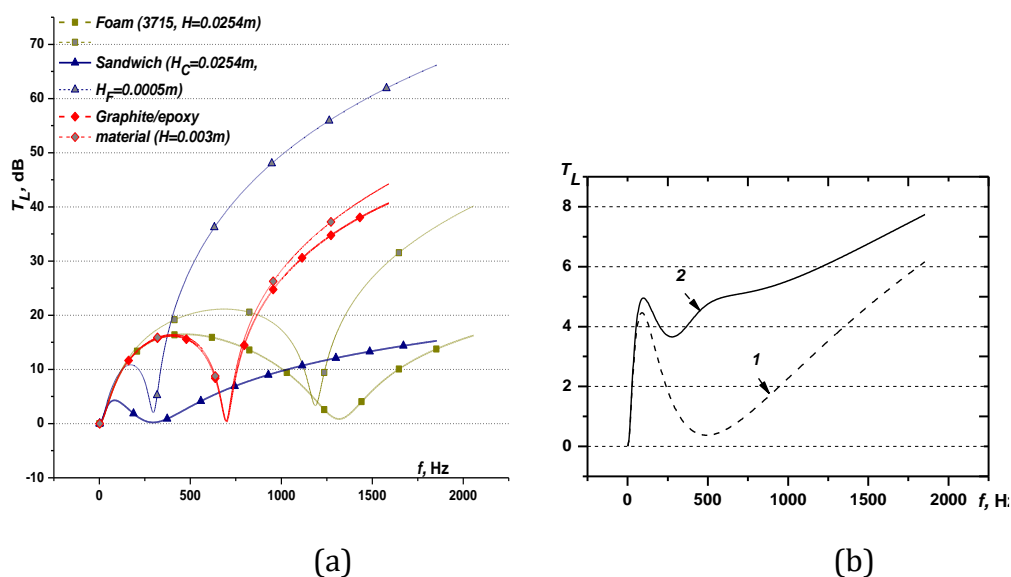 Foam (3715, H=0.0254m)
Sandwich (H_C=0.0254m,
H_F=0.0005m)
Graphite/epoxy
material (H=0.003m)
T_L, dB
70
60
50
40
30
20
10
0
-10
0
500
1000
1500
2000
f, Hz
(a)
T_L
8
6
4
2
0
2
1
0
500
1000
1500
2000
f, Hz
(b)